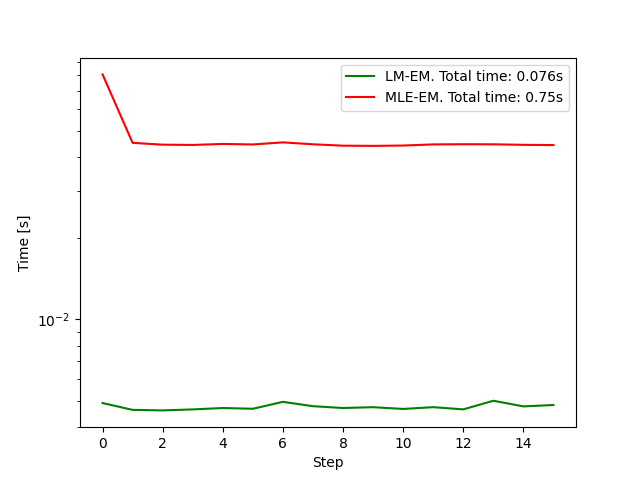 LM-EM. Total time: 0.076s
MLE-EM. Total time: 0.75s
Time [s]
10⁻²
0 2 4 6 8 10 12 14
Step